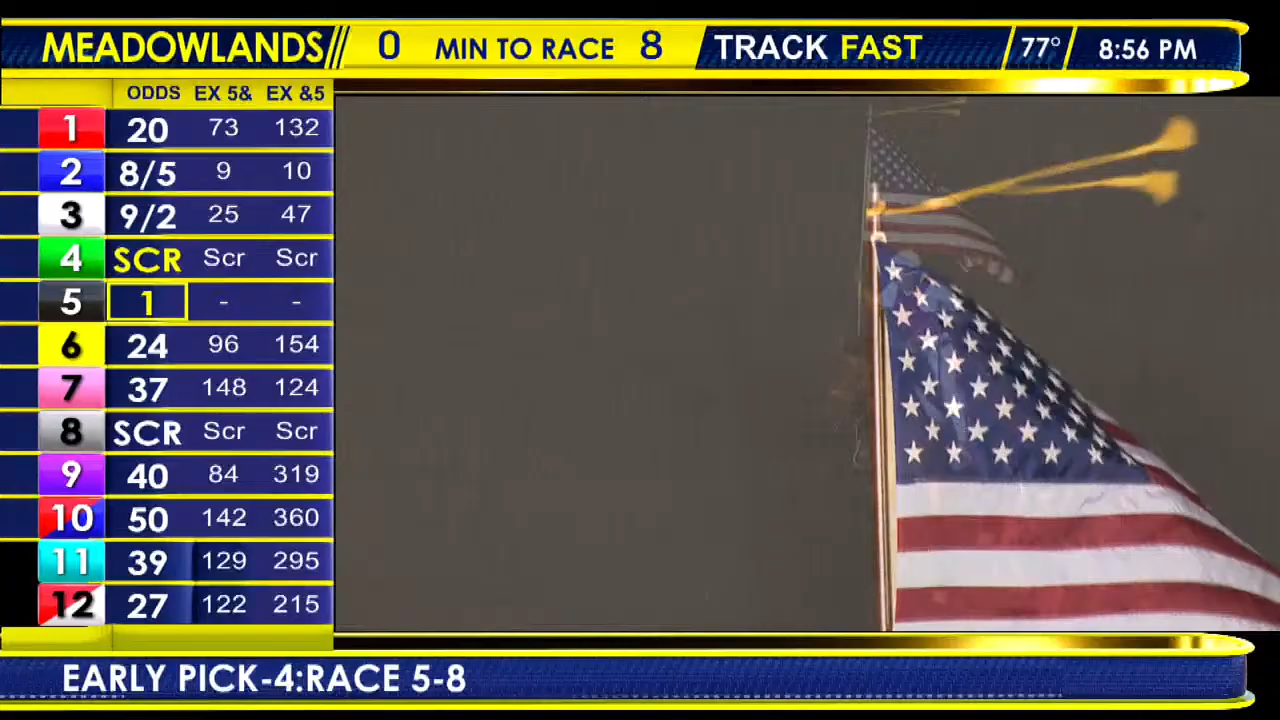 MEADOWLANDS// 0 MIN TO RACE 8 TRACK FAST 77° 8:56 PM
ODDS EX 5& EX &5
1 20 73 132
2 8/5 9 10
3 9/2 25 47
4 SCR Scr Scr
5 1 - -
6 24 96 154
7 37 148 124
8 SCR Scr Scr
9 40 84 319
10 50 142 360
11 39 129 295
12 27 122 215
EARLY PICK-4:RACE 5-8